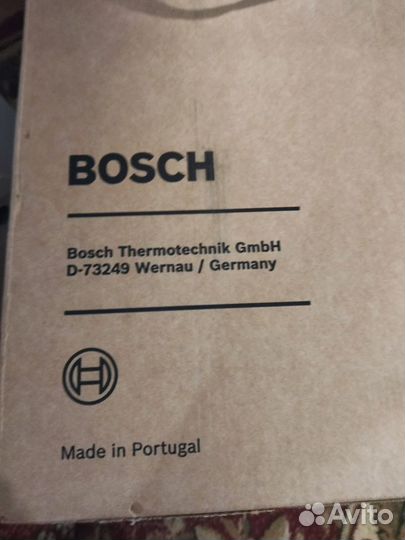 BOSCH
Bosch Thermotechnik GmbH
D-73249 Wernau / Germany
Made in Portugal
Avito